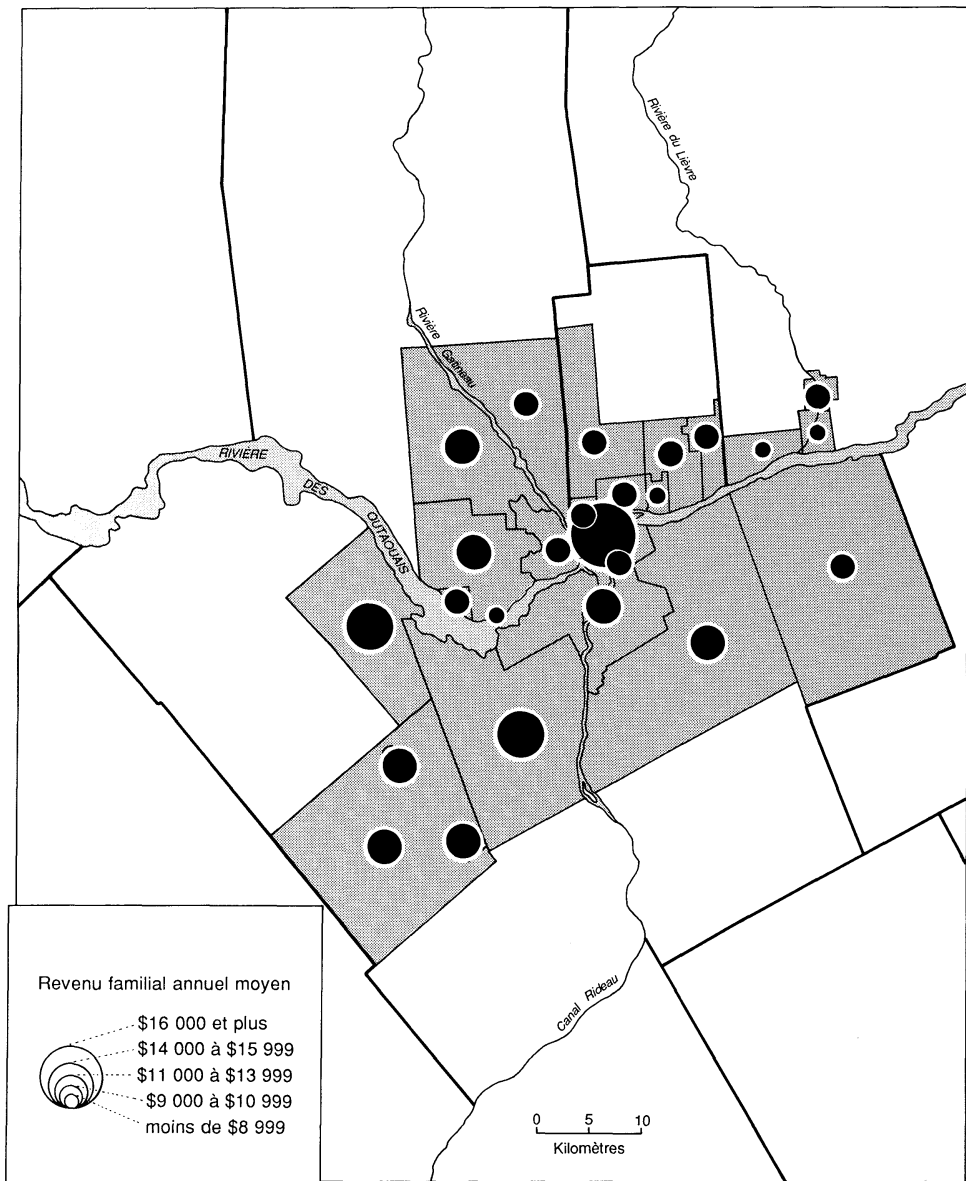 Rivière du Lièvre
Rivière Gatineau
RIVIÈRE
DES
OUTAOUAIS
Canal Rideau
Revenu familial annuel moyen
$16 000 et plus
$14 000 à $15 999
$11 000 à $13 999
$9 000 à $10 999
moins de $8 999
0 5 10
Kilomètres